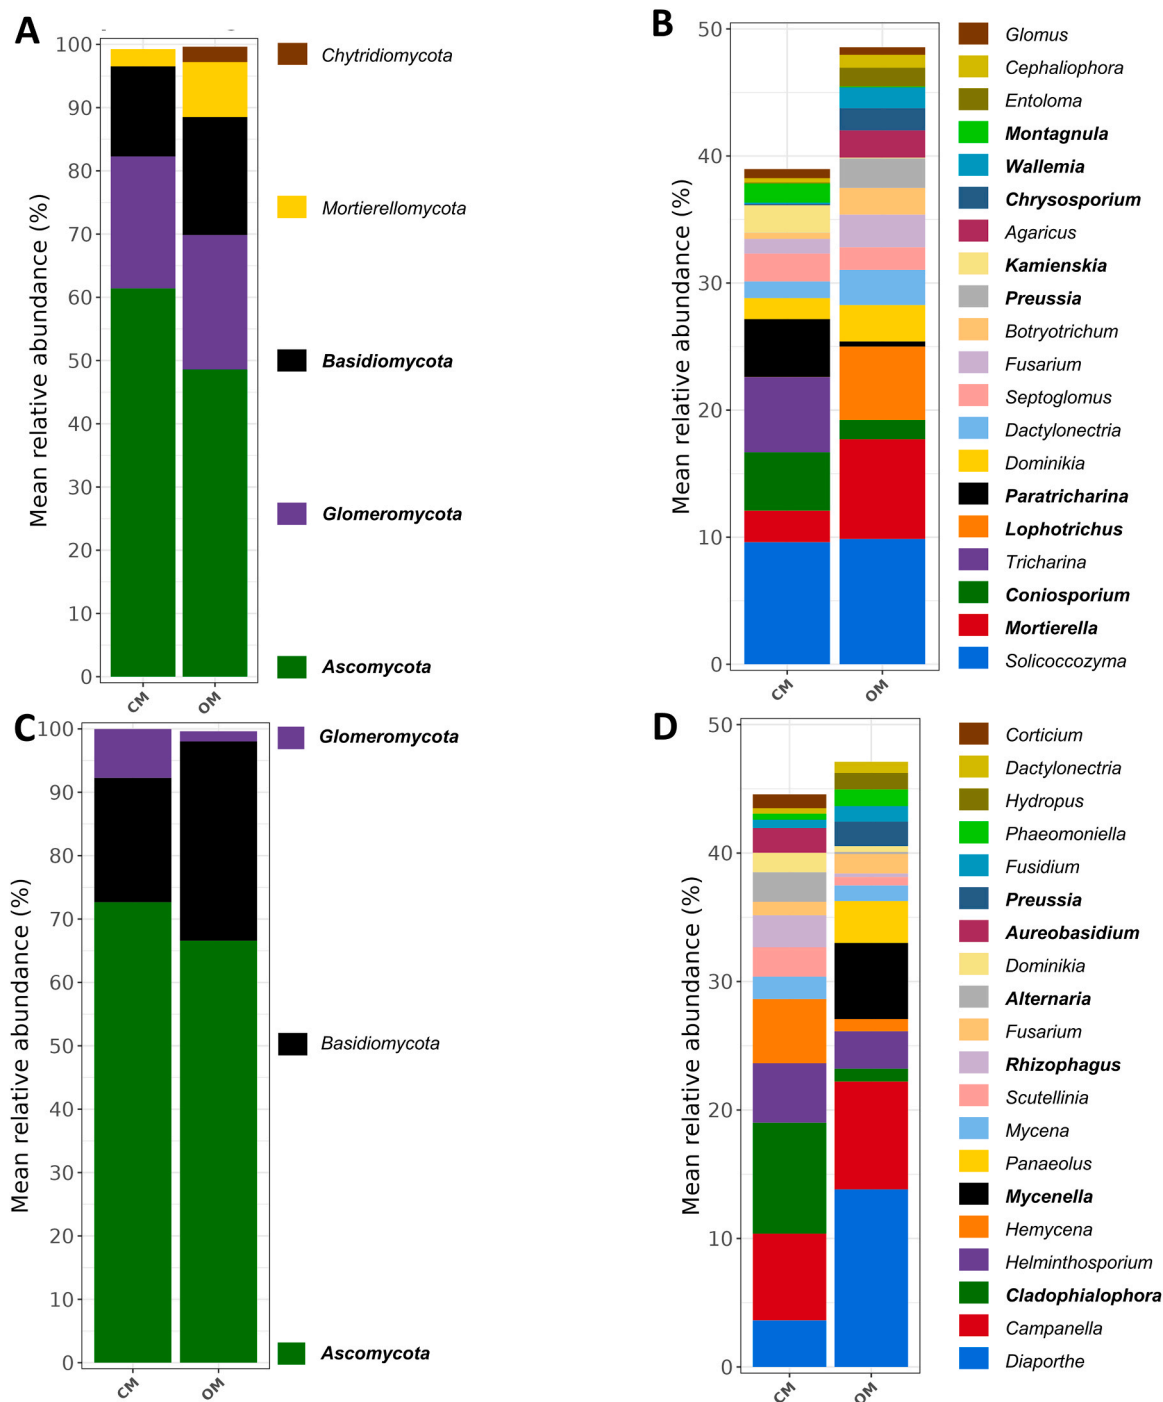 A
Mean relative abundance (%)
100
90
80
70
60
50
40
30
20
10
0
CM
OM
Chytridiomycota
Mortierellomycota
Basidiomycota
Glomeromycota
Ascomycota
B
Mean relative abundance (%)
50
40
30
20
10
0
CM
OM
Glomus
Cephaliophora
Entoloma
Montagnula
Wallemia
Chrysosporium
Agaricus
Kamienskia
Preussia
Botryotrichum
Fusarium
Septoglomus
Dactylonectria
Dominikia
Paratricharina
Lophotrichus
Tricharina
Coniosporium
Mortierella
Solicoccozyma
C
Mean relative abundance (%)
100
90
80
70
60
50
40
30
20
10
0
CM
OM
Glomeromycota
Basidiomycota
Ascomycota
D
Mean relative abundance (%)
50
40
30
20
10
0
CM
OM
Corticium
Dactylonectria
Hydropus
Phaeomoniella
Fusidium
Preussia
Aureobasidium
Dominikia
Alternaria
Fusarium
Rhizophagus
Scutellinia
Mycena
Panaeolus
Mycenella
Hemycena
Helminthosporium
Cladophialophora
Campanella
Diaporthe